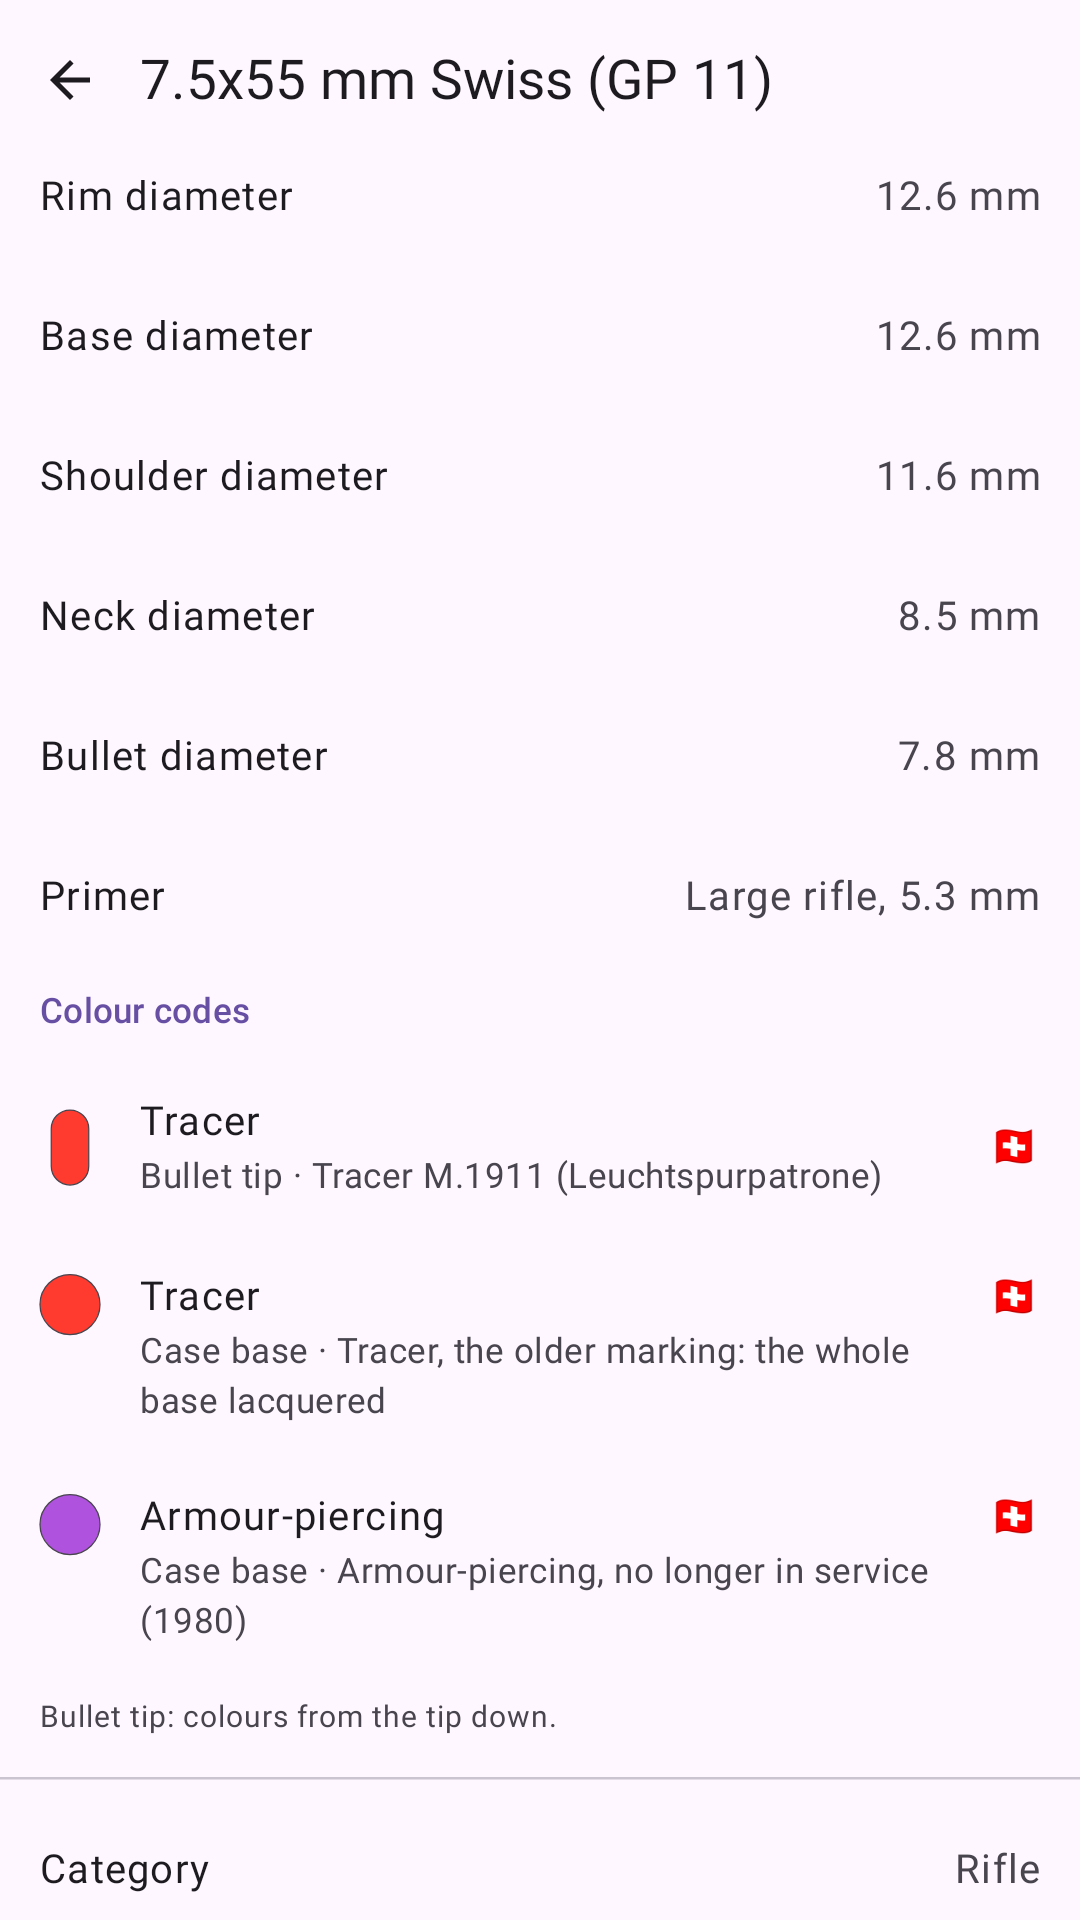 7.5x55 mm Swiss (GP 11)
Rim diameter 12.6 mm
Base diameter 12.6 mm
Shoulder diameter 11.6 mm
Neck diameter 8.5 mm
Bullet diameter 7.8 mm
Primer Large rifle, 5.3 mm
Colour codes
Tracer
Bullet tip · Tracer M.1911 (Leuchtspurpatrone)
Tracer
Case base · Tracer, the older marking: the whole
base lacquered
Armour-piercing
Case base · Armour-piercing, no longer in service
(1980)
Bullet tip: colours from the tip down.
Category Rifle